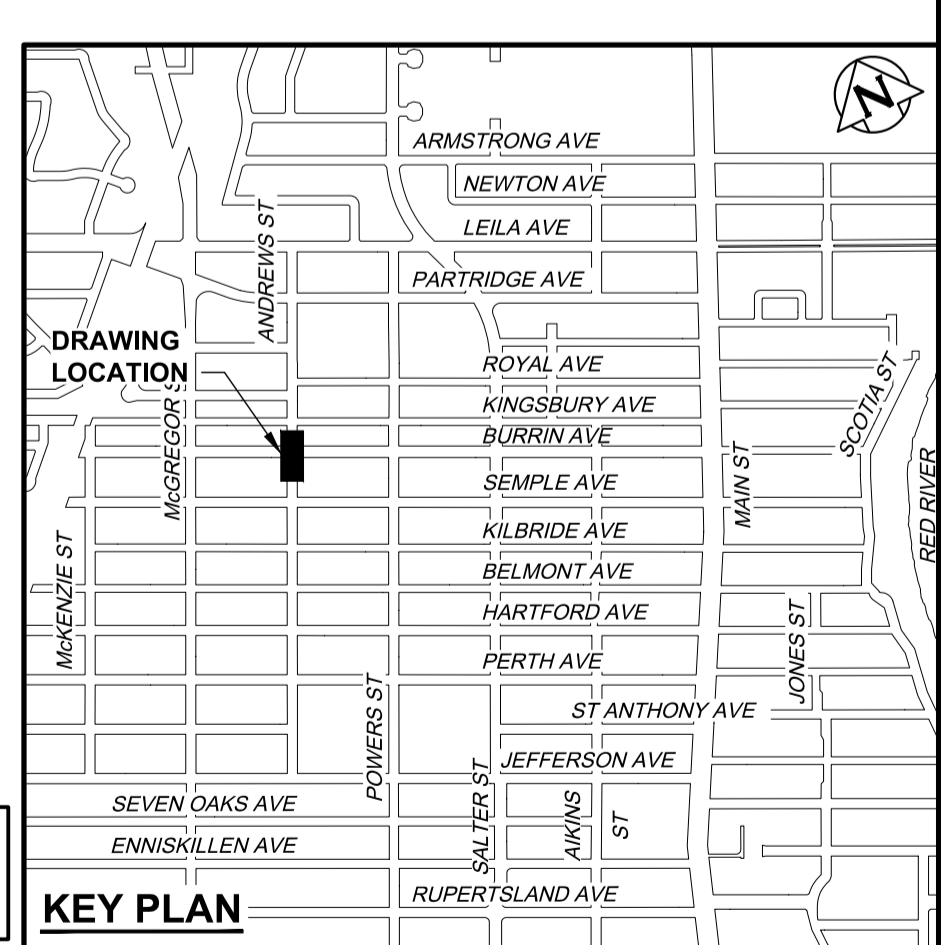 N
ARMSTRONG AVE
NEWTON AVE
LEILA AVE
ANDREWS ST
PARTRIDGE AVE
DRAWING
LOCATION
ROYAL AVE
KINGSBURY AVE
BURRIN AVE
SCOTIA ST
McGREGOR S
SEMPLE AVE
MAIN ST
RED RIVER
KILBRIDE AVE
McKENZIE ST
BELMONT AVE
HARTFORD AVE
JONES ST
PERTH AVE
POWERS ST
ST ANTHONY AVE
JEFFERSON AVE
SEVEN OAKS AVE
SALTER ST
AIKINS
ST
ENNISKILLEN AVE
RUPERTSLAND AVE
KEY PLAN